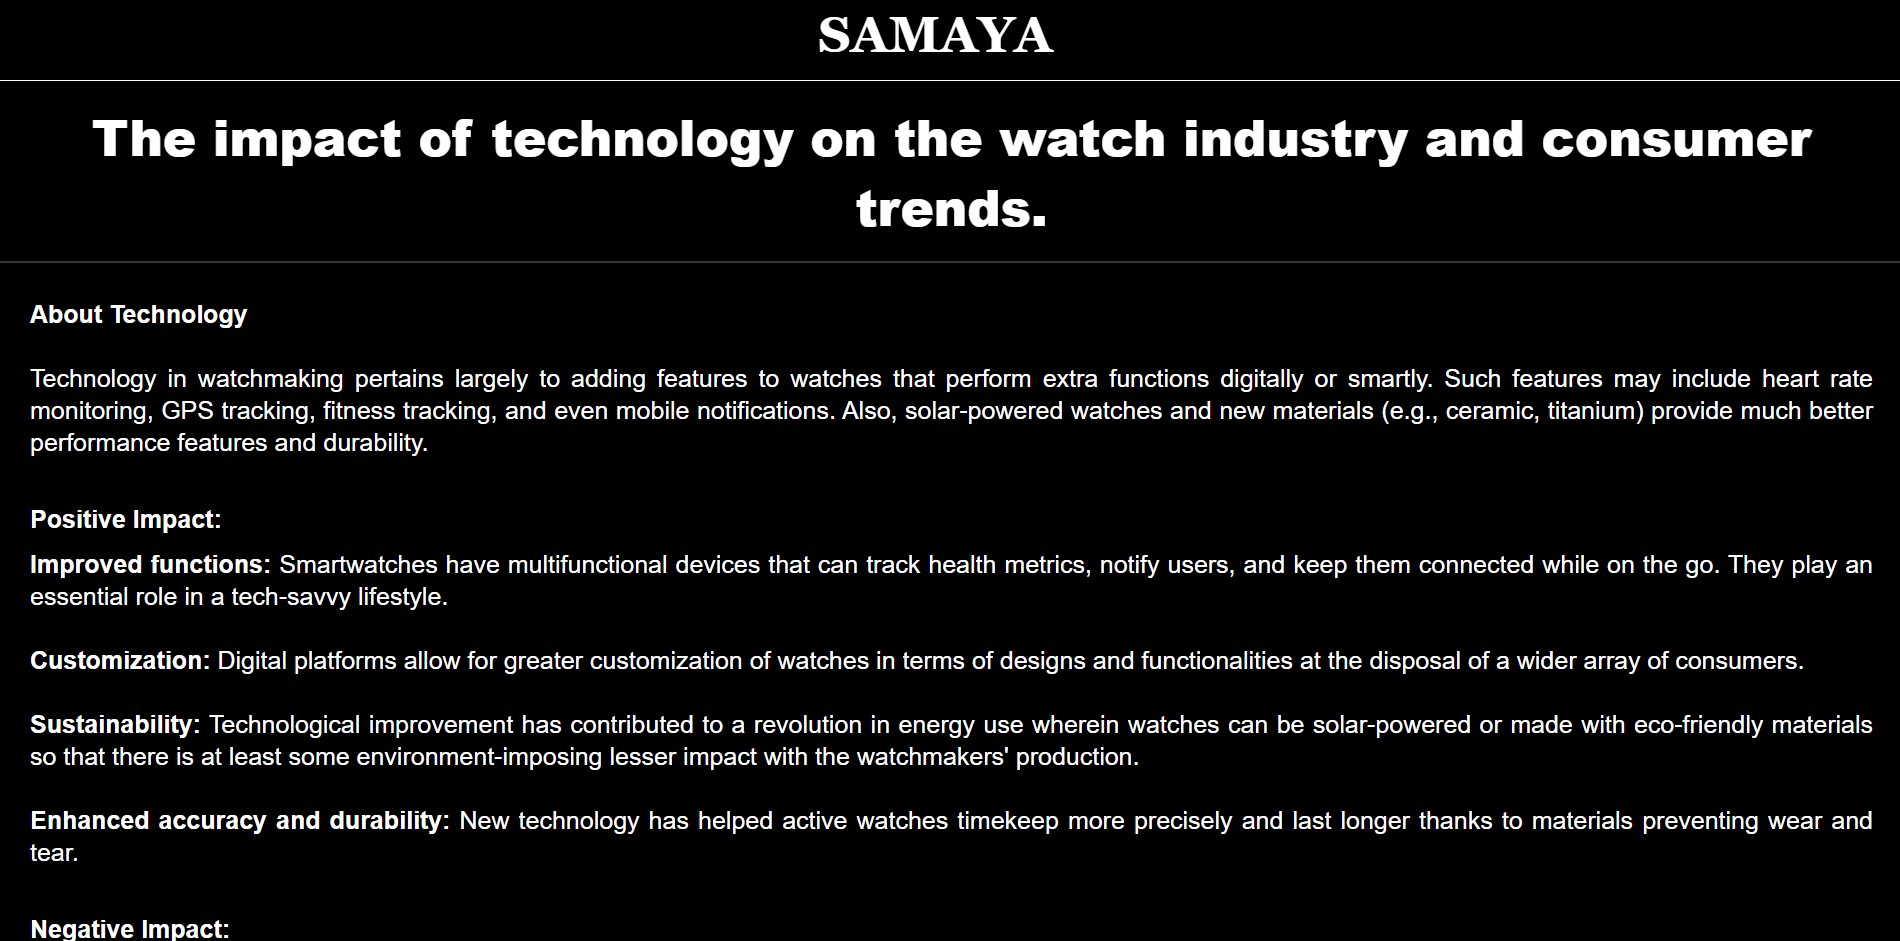 SAMAYA
The impact of technology on the watch industry and consumer
trends.
About Technology
Technology in watchmaking pertains largely to adding features to watches that perform extra functions digitally or smartly. Such features may include heart rate
monitoring, GPS tracking, fitness tracking, and even mobile notifications. Also, solar-powered watches and new materials (e.g., ceramic, titanium) provide much better
performance features and durability.
Positive Impact:
Improved functions: Smartwatches have multifunctional devices that can track health metrics, notify users, and keep them connected while on the go. They play an
essential role in a tech-savvy lifestyle.
Customization: Digital platforms allow for greater customization of watches in terms of designs and functionalities at the disposal of a wider array of consumers.
Sustainability: Technological improvement has contributed to a revolution in energy use wherein watches can be solar-powered or made with eco-friendly materials
so that there is at least some environment-imposing lesser impact with the watchmakers' production.
Enhanced accuracy and durability: New technology has helped active watches timekeep more precisely and last longer thanks to materials preventing wear and
tear.
Negative Impact: